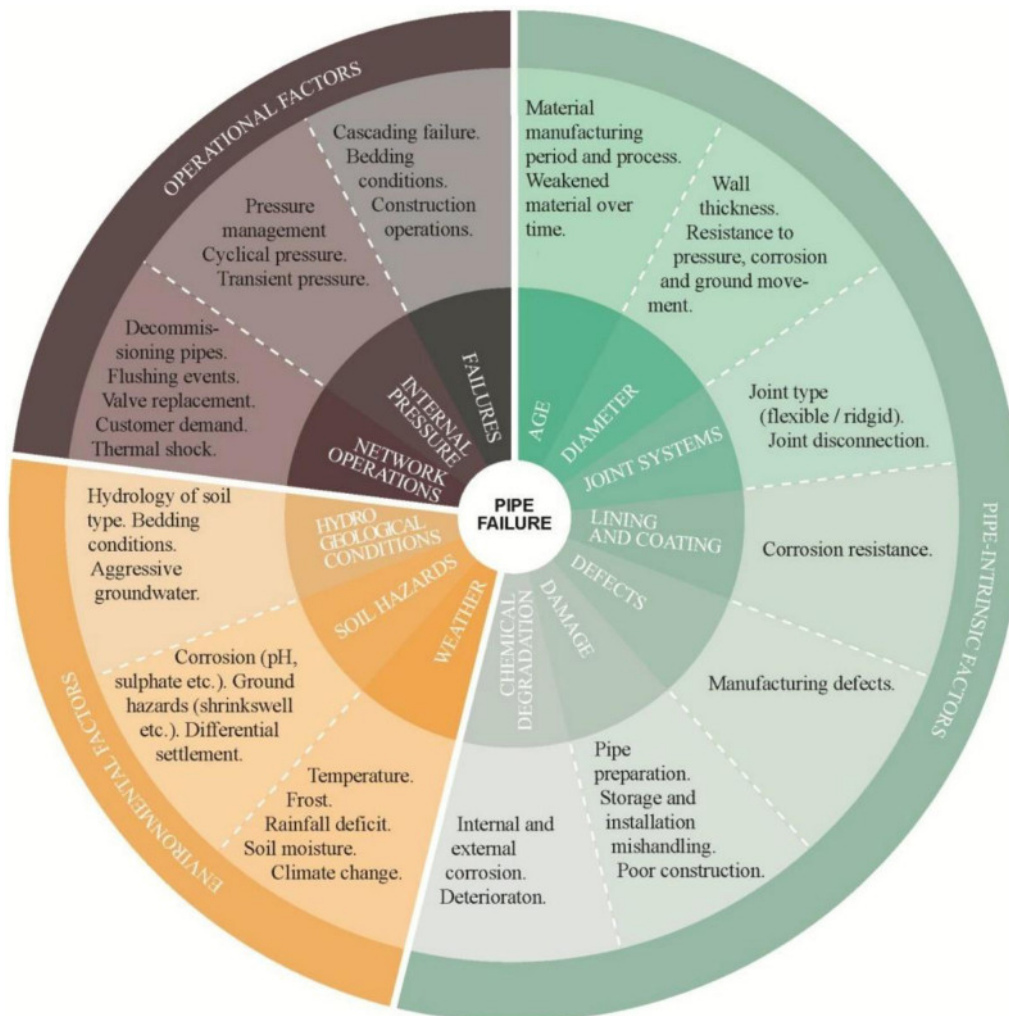 OPERATIONAL FACTORS
Cascading failure.
Bedding
conditions.
Construction
operations.
Pressure
management
Cyclical pressure.
Transient pressure.
Decommis-
sioning pipes.
Flushing events.
Valve replacement.
Customer demand.
Thermal shock.
FAILURES
INTERNAL
PRESSURE
NETWORK
OPERATIONS
PIPE
FAILURE
PIPE-INTRINSIC FACTORS
Material
manufacturing
period and process.
Weakened
material over
time.
Wall
thickness.
Resistance to
pressure, corrosion
and ground move-
ment.
Joint type
(flexible / ridgid).
Joint disconnection.
Corrosion resistance.
Manufacturing defects.
Pipe
preparation.
Storage and
installation
mishandling.
Poor construction.
Internal and
external
corrosion.
Deterioraton.
AGE
DIAMETER
JOINT SYSTEMS
LINING
AND COATING
DEFECTS
DAMAGE
CHEMICAL
DEGRADATION
ENVIRONMENTAL FACTORS
Hydrology of soil
type. Bedding
conditions.
Aggressive
groundwater.
Corrosion (pH,
sulphate etc.). Ground
hazards (shrinkswell
etc.). Differential
settlement.
Temperature.
Frost.
Rainfall deficit.
Soil moisture.
Climate change.
HYDRO
GEOLOGICAL
CONDITIONS
SOIL HAZARDS
WEATHER